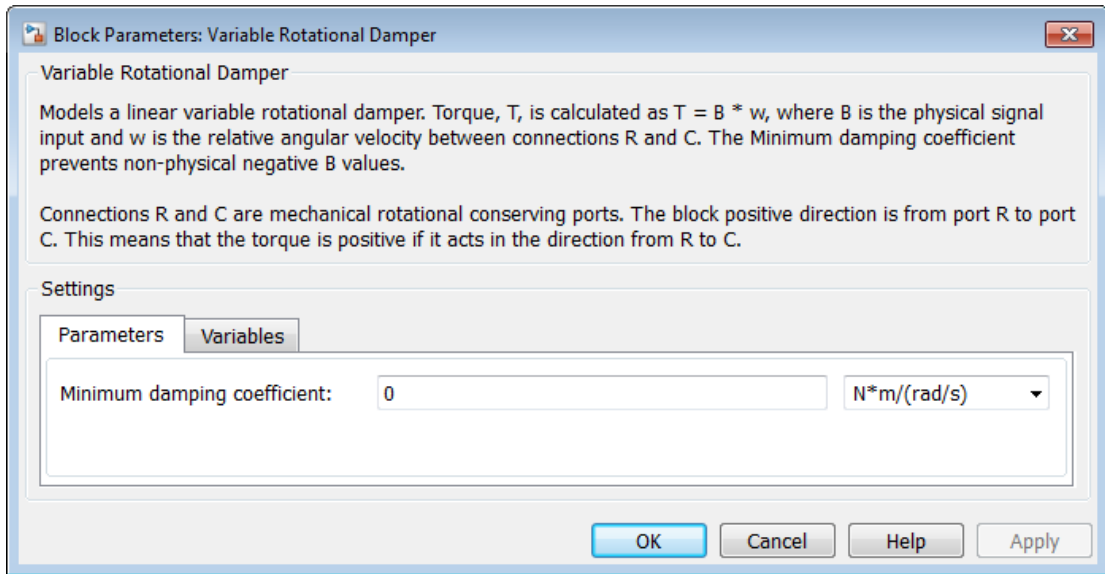 Block Parameters: Variable Rotational Damper
Variable Rotational Damper
Models a linear variable rotational damper. Torque, T, is calculated as T = B * w, where B is the physical signal
input and w is the relative angular velocity between connections R and C. The Minimum damping coefficient
prevents non-physical negative B values.
Connections R and C are mechanical rotational conserving ports. The block positive direction is from port R to port
C. This means that the torque is positive if it acts in the direction from R to C.
Settings
Parameters Variables
Minimum damping coefficient: 0 N*m/(rad/s)
OK Cancel Help Apply